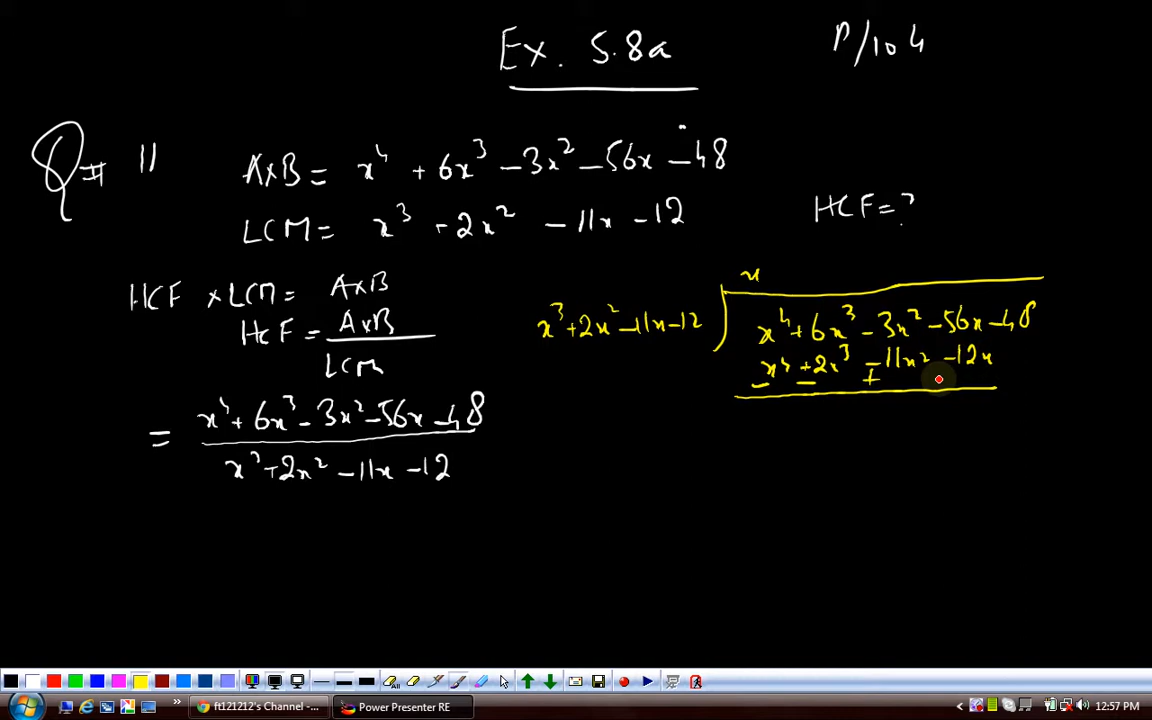 Ex. 5.8a
P/104
Q# 11
A×B = x⁴ + 6x³ - 3x² - 56x - 48
LCM = x³ + 2x² - 11x - 12
HCF = ?
HCF × LCM = A×B
HCF = A×B / LCM
= x⁴ + 6x³ - 3x² - 56x - 48 / x³ + 2x² - 11x - 12
x
x³ + 2x² - 11x - 12 ) x⁴ + 6x³ - 3x² - 56x - 48
x⁴ + 2x³ - 11x² - 12x
- - +
ft121212's Channel -...
Power Presenter RE
12:57 PM